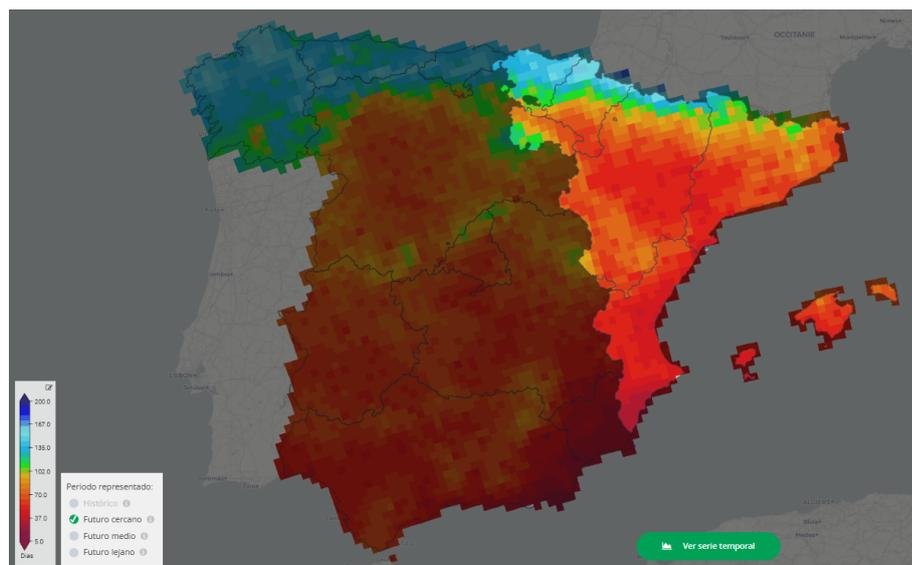 OCCITANIE
200.0
167.0
135.0
102.0
70.0
37.0
5.0
Días
Periodo representado:
Histórico
Futuro cercano
Futuro medio
Futuro lejano
Ver serie temporal